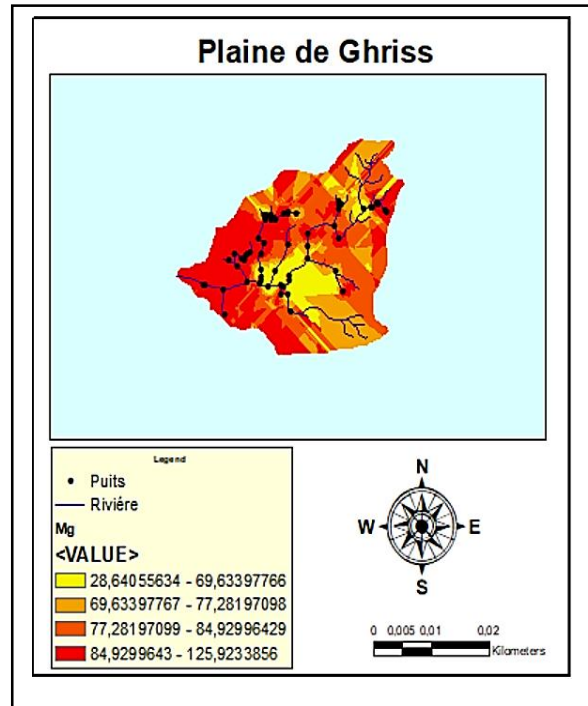 Plaine de Ghriss
Legend
Puits
Riviére
Mg
<VALUE>
28,64055634 - 69,63397766
69,63397767 - 77,28197098
77,28197099 - 84,92996429
84,9299643 - 125,9233856
N
W E
S
0 0,005 0,01 0,02
Kilometers